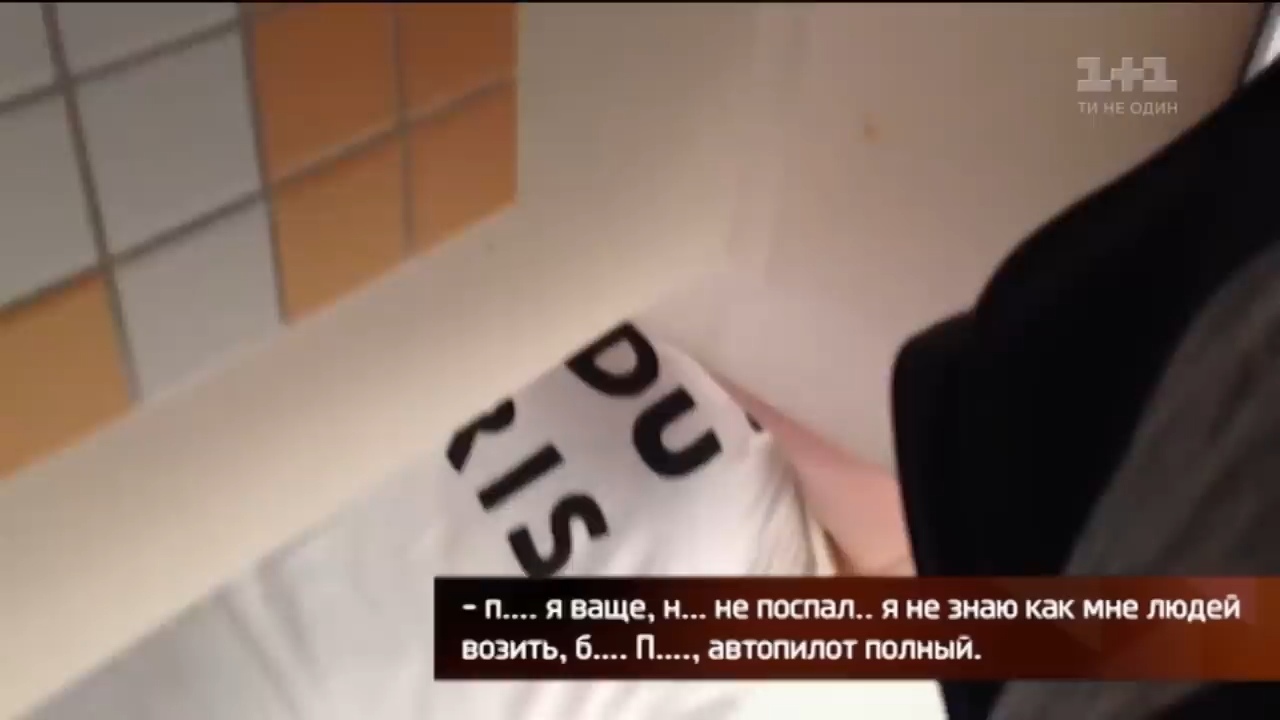 1+1
ТИ НЕ ОДИН
DU
RIS
- п.... я ваще, н... не поспал.. я не знаю как мне людей
возить, б.... П...., автопилот полный.